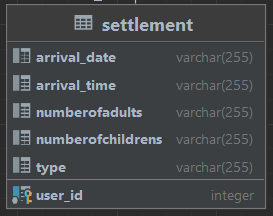 settlement
arrival_date varchar(255)
arrival_time varchar(255)
numberofadults varchar(255)
numberofchildrens varchar(255)
type varchar(255)
user_id integer